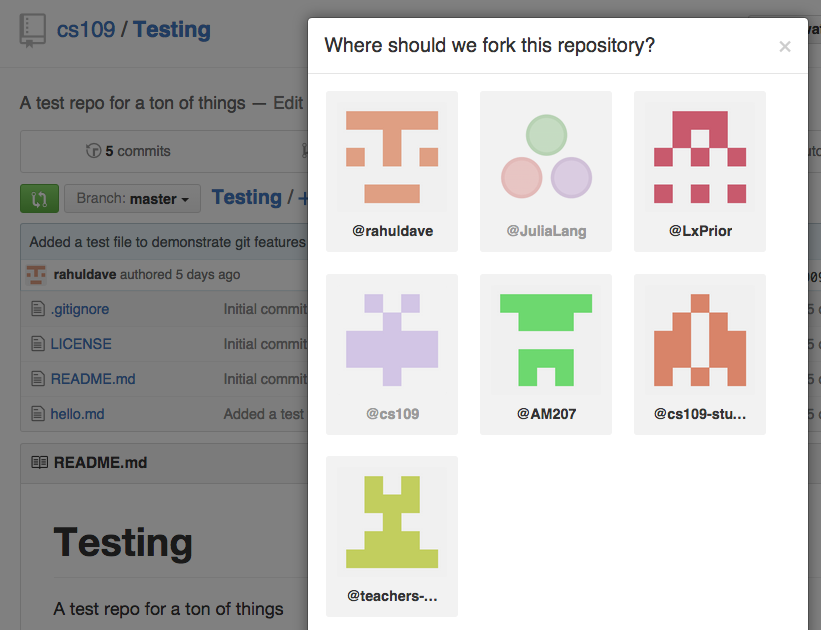 cs109 / Testing
A test repo for a ton of things — Edit
5 commits
Branch: master
Testing / +
Added a test file to demonstrate git features
rahuldave authored 5 days ago
.gitignore Initial commit
LICENSE Initial commit
README.md Initial commit
hello.md Added a test
README.md
Testing
A test repo for a ton of things
Where should we fork this repository? ×
@rahuldave @JuliaLang @LxPrior
@cs109 @AM207 @cs109-stu...
@teachers-...